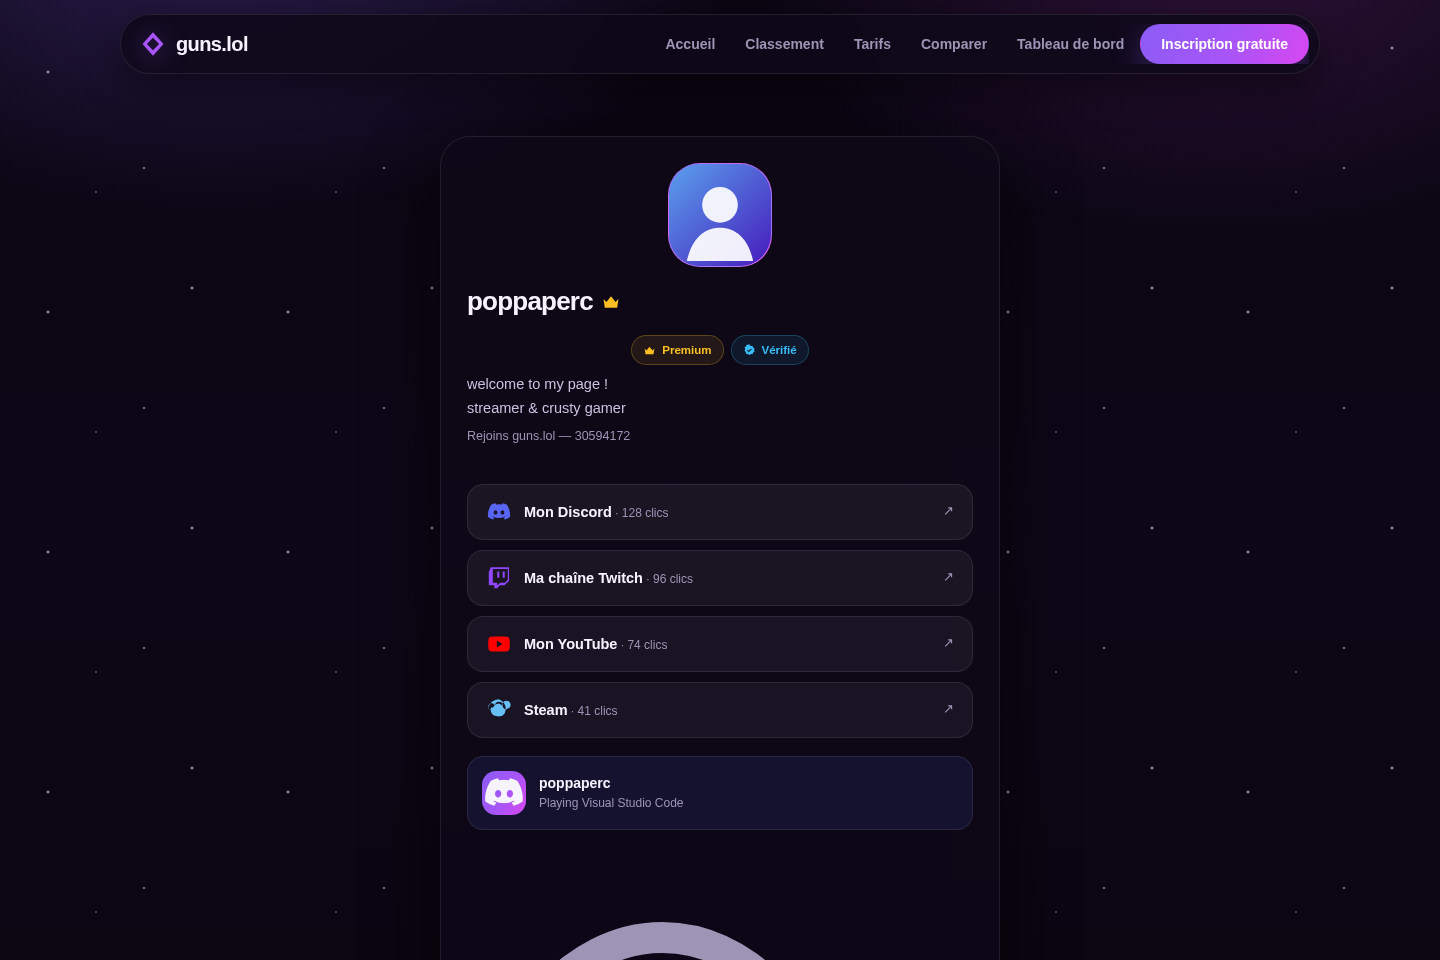 guns.lol
Accueil Classement Tarifs Comparer Tableau de bord Inscription gratuite
poppaperc
Premium Vérifié
welcome to my page !
streamer & crusty gamer
Rejoins guns.lol — 30594172
Mon Discord · 128 clics ↗
Ma chaîne Twitch · 96 clics ↗
Mon YouTube · 74 clics ↗
Steam · 41 clics ↗
poppaperc
Playing Visual Studio Code